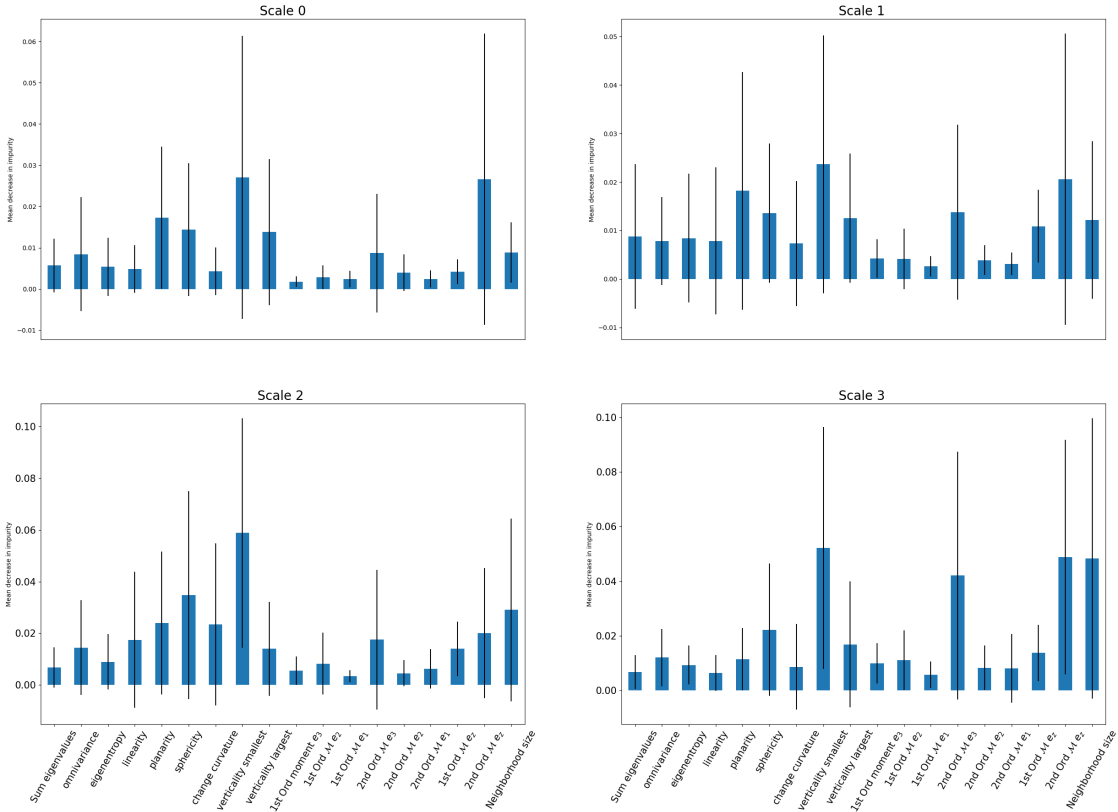 Scale 0
Mean decrease in impurity
0.06
0.05
0.04
0.03
0.02
0.01
0.00
−0.01
Scale 1
Mean decrease in impurity
0.05
0.04
0.03
0.02
0.01
0.00
−0.01
Scale 2
Mean decrease in impurity
0.10
0.08
0.06
0.04
0.02
0.00
Sum eigenvalues
omnivariance
eigenentropy
linearity
planarity
sphericity
change curvature
verticality smallest
verticality largest
1st Ord moment e₃
1st Ord ℳ e₂
1st Ord ℳ e₁
2nd Ord ℳ e₃
2nd Ord ℳ e₂
2nd Ord ℳ e₁
1st Ord ℳ e_z
2nd Ord ℳ e_z
Neighborhood size
Scale 3
Mean decrease in impurity
0.10
0.08
0.06
0.04
0.02
0.00
Sum eigenvalues
omnivariance
eigenentropy
linearity
planarity
sphericity
change curvature
verticality smallest
verticality largest
1st Ord moment e₃
1st Ord ℳ e₂
1st Ord ℳ e₁
2nd Ord ℳ e₃
2nd Ord ℳ e₂
2nd Ord ℳ e₁
1st Ord ℳ e_z
2nd Ord ℳ e_z
Neighborhood size